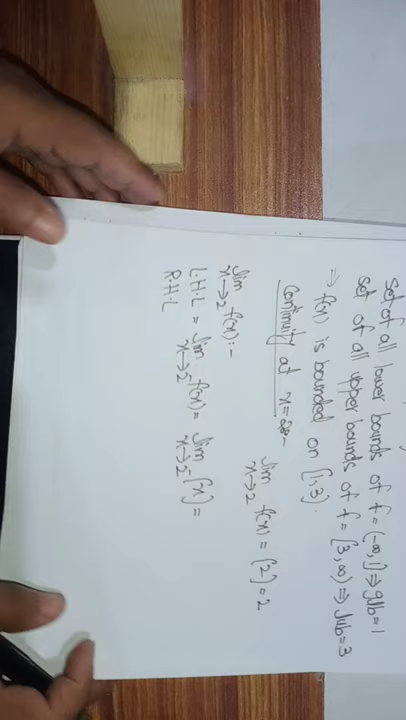 set of all lower bounds of f = (-∞, 1] ⇒ glb = 1
set of all upper bounds of f = [3, ∞) ⇒ lub = 3
⇒ f(x) is bounded on [1,3].
Continuity at x=2:-
lim x→2 f(x) = [2] = 2
lim x→2 f(x):-
L.H.L = lim x→2⁻ f(x) = lim x→2⁻ [x] =
R.H.L